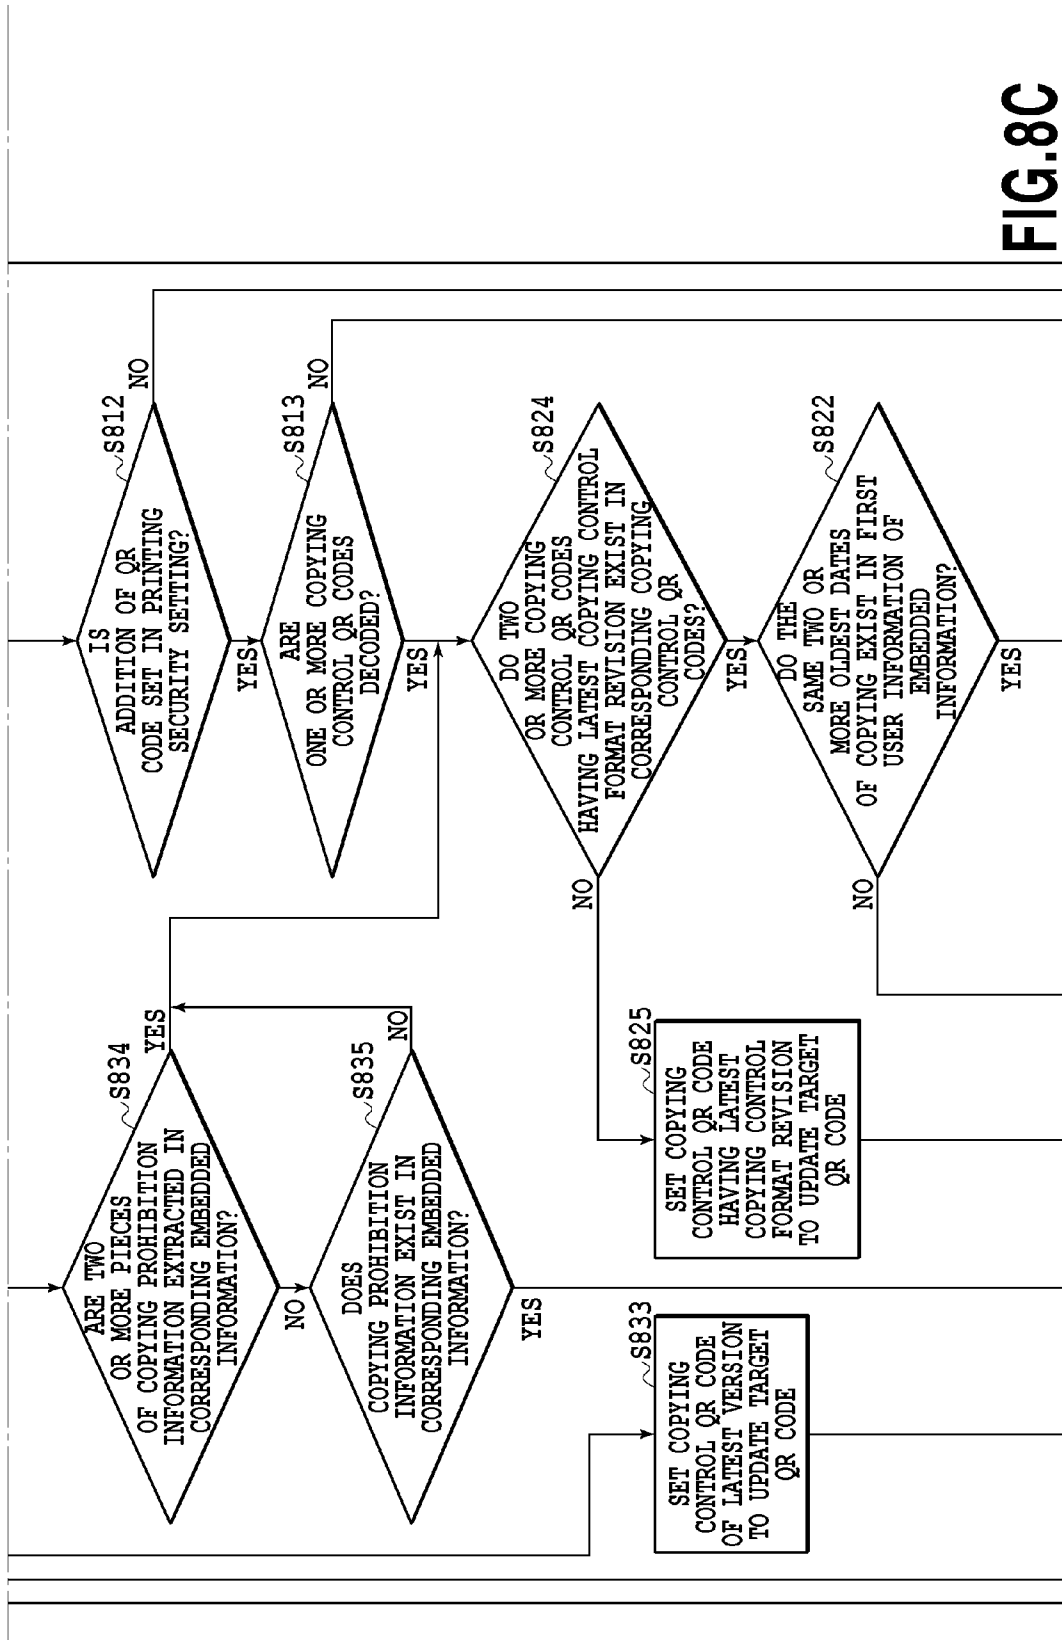 ARE TWO
OR MORE PIECES
OF COPYING PROHIBITION
INFORMATION EXTRACTED IN
CORRESPONDING EMBEDDED
INFORMATION?
S834
YES
NO
DOES
COPYING PROHIBITION
INFORMATION EXIST IN
CORRESPONDING EMBEDDED
INFORMATION?
S835
NO
YES
SET COPYING
CONTROL QR CODE
OF LATEST VERSION
TO UPDATE TARGET
QR CODE
S833
IS
ADDITION OF QR
CODE SET IN PRINTING
SECURITY SETTING?
S812
NO
YES
ARE
ONE OR MORE COPYING
CONTROL QR CODES
DECODED?
S813
NO
YES
DO TWO
OR MORE COPYING
CONTROL QR CODES
HAVING LATEST COPYING CONTROL
FORMAT REVISION EXIST IN
CORRESPONDING COPYING
CONTROL QR
CODES?
S824
NO
YES
SET COPYING
CONTROL QR CODE
HAVING LATEST
COPYING CONTROL
FORMAT REVISION
TO UPDATE TARGET
QR CODE
S825
DO THE
SAME TWO OR
MORE OLDEST DATES
OF COPYING EXIST IN FIRST
USER INFORMATION OF
EMBEDDED
INFORMATION?
S822
NO
YES
FIG.8C